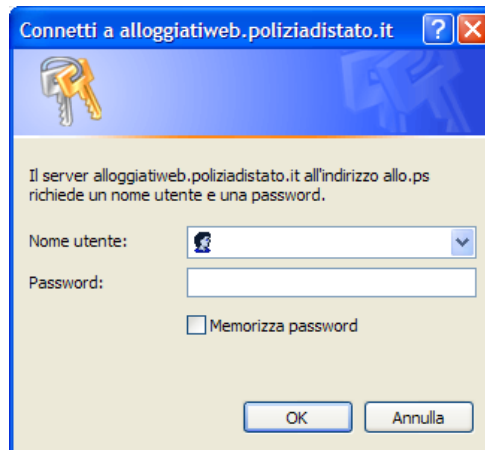 Connetti a alloggiatiweb.poliziadistato.it
Il server alloggiatiweb.poliziadistato.it all'indirizzo allo.ps
richiede un nome utente e una password.
Nome utente:
Password:
Memorizza password
OK Annulla